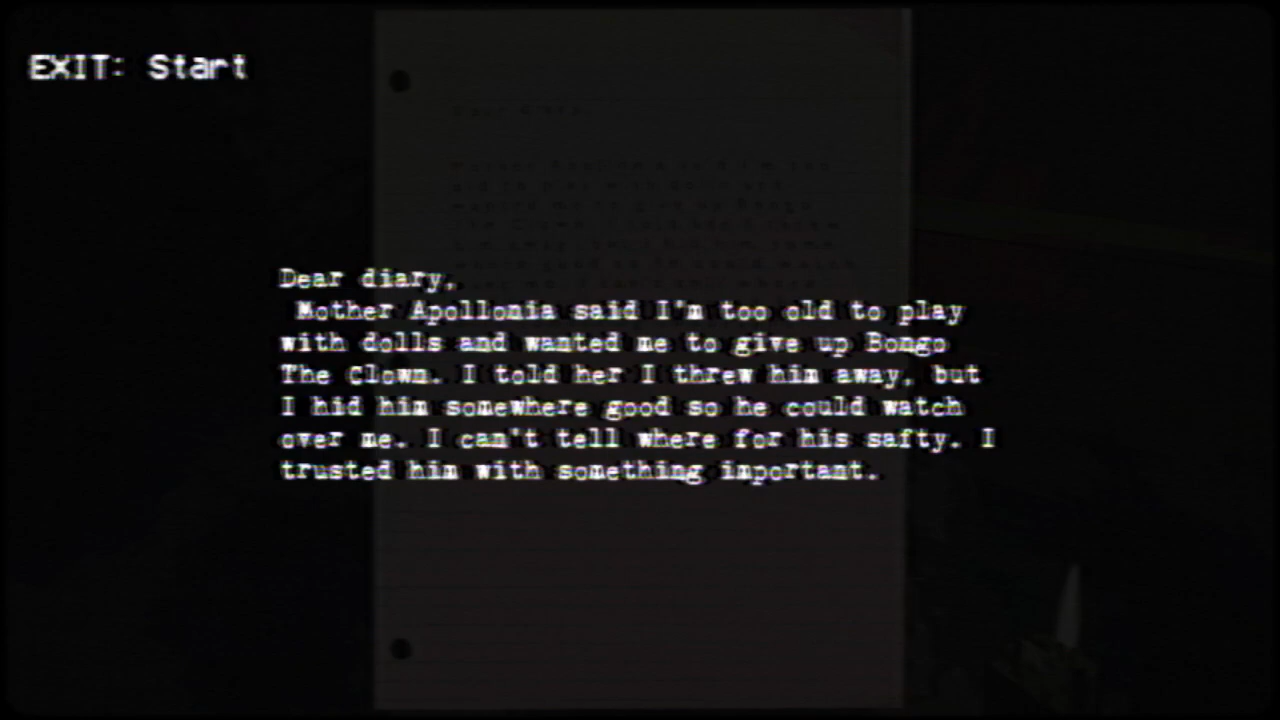 EXIT: Start
Dear diary,
Mother Apollonia said I'm too old to play
with dolls and wanted me to give up Bongo
The Clown. I told her I threw him away, but
I hid him somewhere good so he could watch
over me. I can't tell where for his safty. I
trusted him with something important.